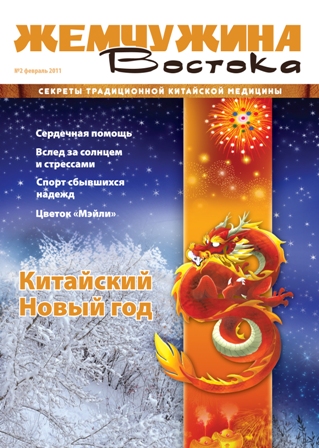 ЖЕМЧУЖИНА
Востока
№2 февраль 2011
СЕКРЕТЫ ТРАДИЦИОННОЙ КИТАЙСКОЙ МЕДИЦИНЫ
Сердечная помощь
Вслед за солнцем
и стрессами
Спорт сбывшихся
надежд
Цветок «Мэйли»
Китайский
Новый год